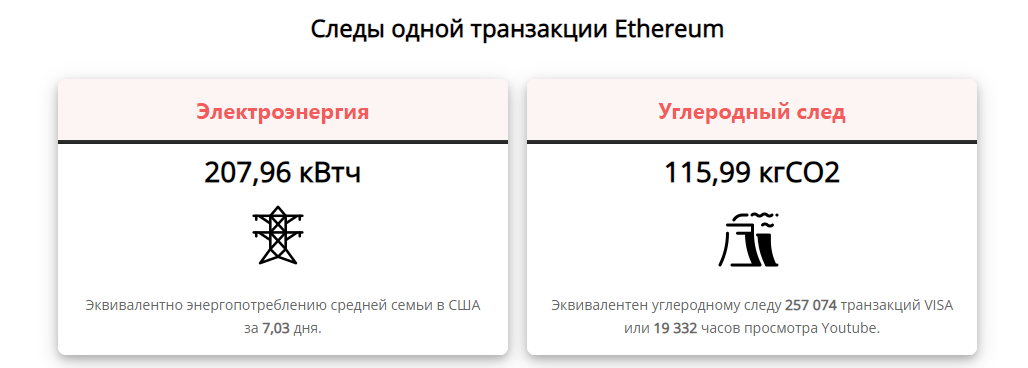 Следы одной транзакции Ethereum
Электроэнергия
207,96 кВтч
Эквивалентно энергопотреблению средней семьи в США
за 7,03 дня.
Углеродный след
115,99 кгCO2
Эквивалентен углеродному следу 257 074 транзакций VISA
или 19 332 часов просмотра Youtube.